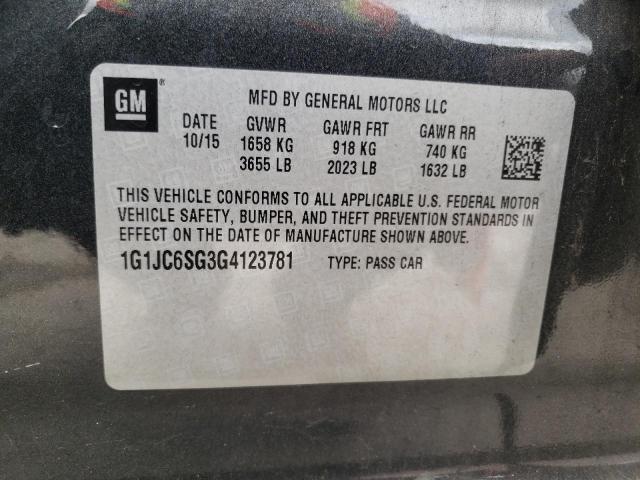 GM®
MFD BY GENERAL MOTORS LLC
DATE GVWR GAWR FRT GAWR RR
10/15 1658 KG 918 KG 740 KG
3655 LB 2023 LB 1632 LB
THIS VEHICLE CONFORMS TO ALL APPLICABLE U.S. FEDERAL MOTOR
VEHICLE SAFETY, BUMPER, AND THEFT PREVENTION STANDARDS IN
EFFECT ON THE DATE OF MANUFACTURE SHOWN ABOVE.
1G1JC6SG3G4123781 TYPE: PASS CAR